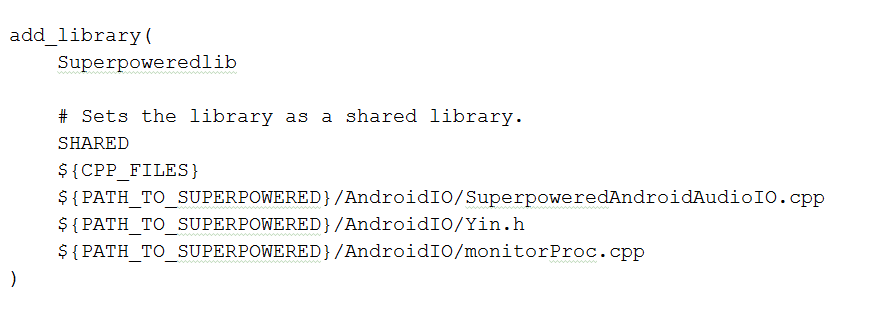 add_library(
Superpoweredlib
# Sets the library as a shared library.
SHARED
${CPP_FILES}
${PATH_TO_SUPERPOWERED}/AndroidIO/SuperpoweredAndroidAudioIO.cpp
${PATH_TO_SUPERPOWERED}/AndroidIO/Yin.h
${PATH_TO_SUPERPOWERED}/AndroidIO/monitorProc.cpp
)